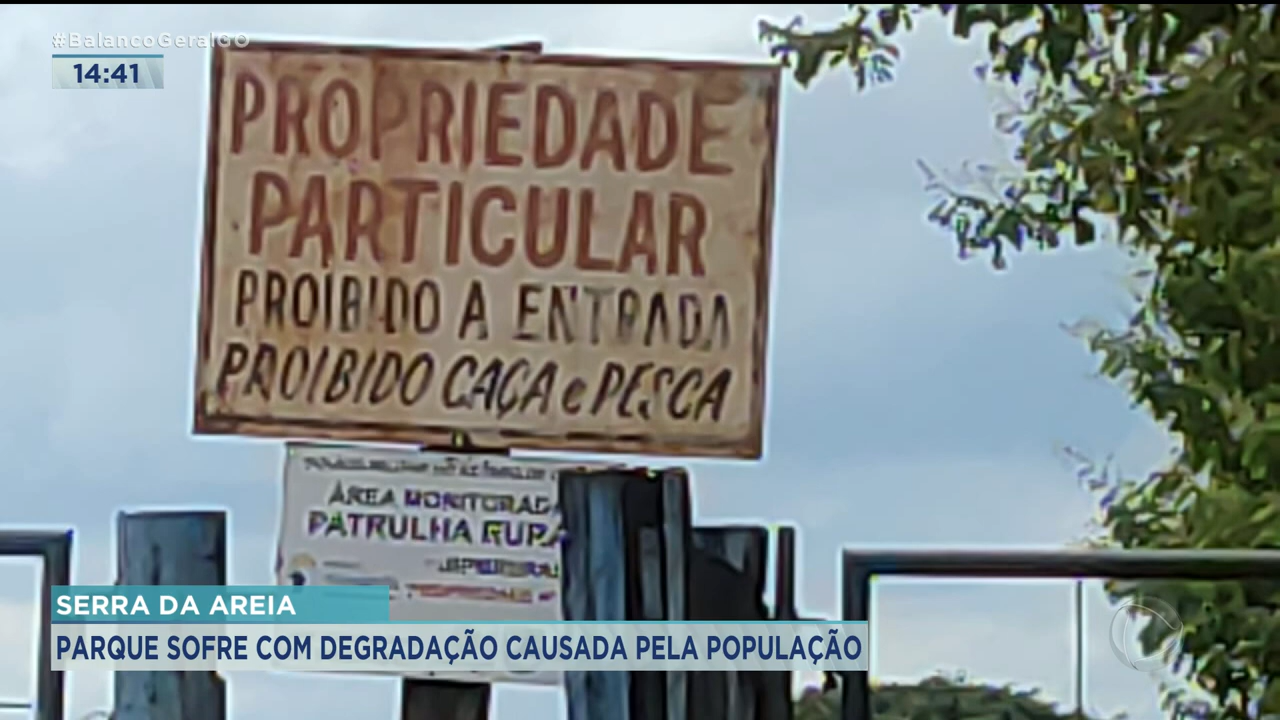 #BalancoGeralGO
14:41
PROPRIEDADE
PARTICULAR
PROIBIDO A ENTRADA
PROIBIDO CAÇA e PESCA
ÁREA MONITORADA
PATRULHA RURA
SERRA DA AREIA
PARQUE SOFRE COM DEGRADAÇÃO CAUSADA PELA POPULAÇÃO